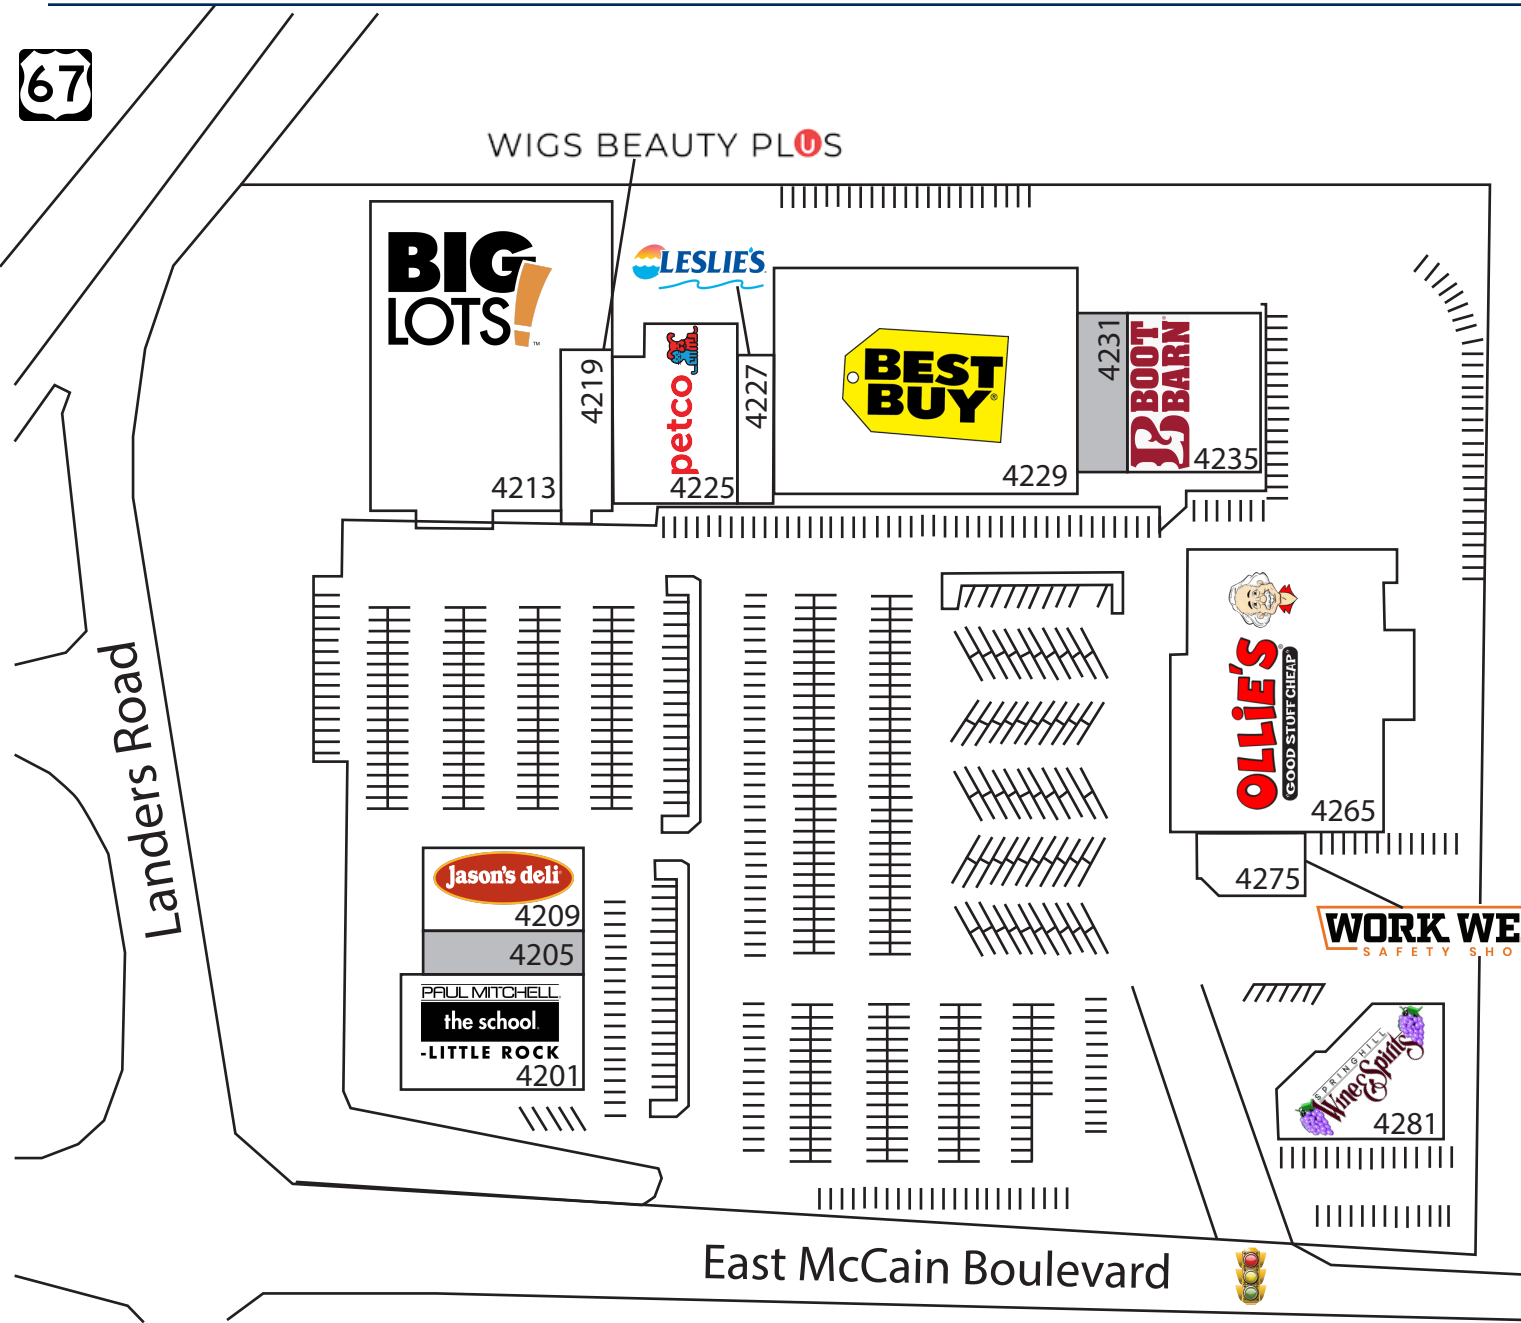 67
WIGS BEAUTY PLUS
BIG
LOTS!
™
4213
4219
LESLIE'S
petco
4225
4227
BEST
BUY®
4229
4231
BOOT
BARN
4235
OLLIE'S
GOOD STUFF CHEAP
4265
4275
WORK WE
SAFETY SHO
Landers Road
Jason's deli
4209
4205
PAUL MITCHELL
the school
-LITTLE ROCK
4201
SPRINGHILL
Wine & Spirits
4281
East McCain Boulevard